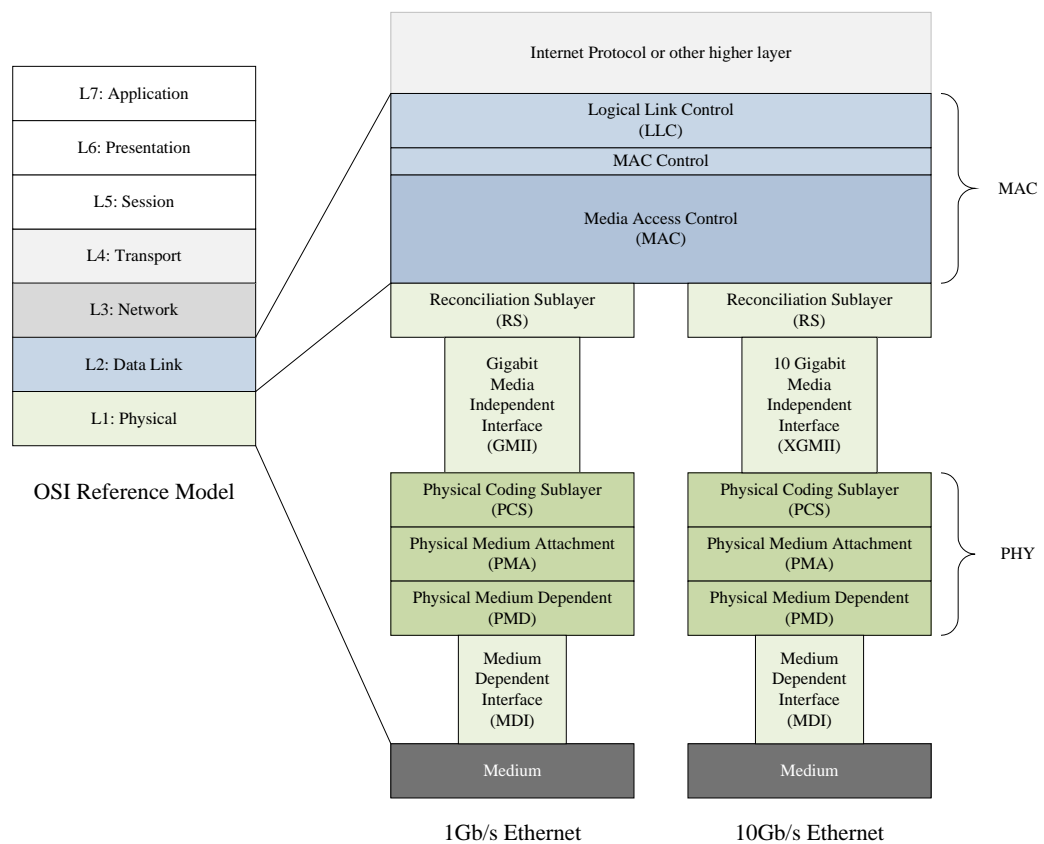 L7: Application
L6: Presentation
L5: Session
L4: Transport
L3: Network
L2: Data Link
L1: Physical
OSI Reference Model
Internet Protocol or other higher layer
Logical Link Control
(LLC)
MAC Control
Media Access Control
(MAC)
MAC
Reconciliation Sublayer
(RS)
Gigabit
Media
Independent
Interface
(GMII)
Physical Coding Sublayer
(PCS)
Physical Medium Attachment
(PMA)
Physical Medium Dependent
(PMD)
Medium
Dependent
Interface
(MDI)
Medium
1Gb/s Ethernet
Reconciliation Sublayer
(RS)
10 Gigabit
Media
Independent
Interface
(XGMII)
Physical Coding Sublayer
(PCS)
Physical Medium Attachment
(PMA)
Physical Medium Dependent
(PMD)
PHY
Medium
Dependent
Interface
(MDI)
Medium
10Gb/s Ethernet